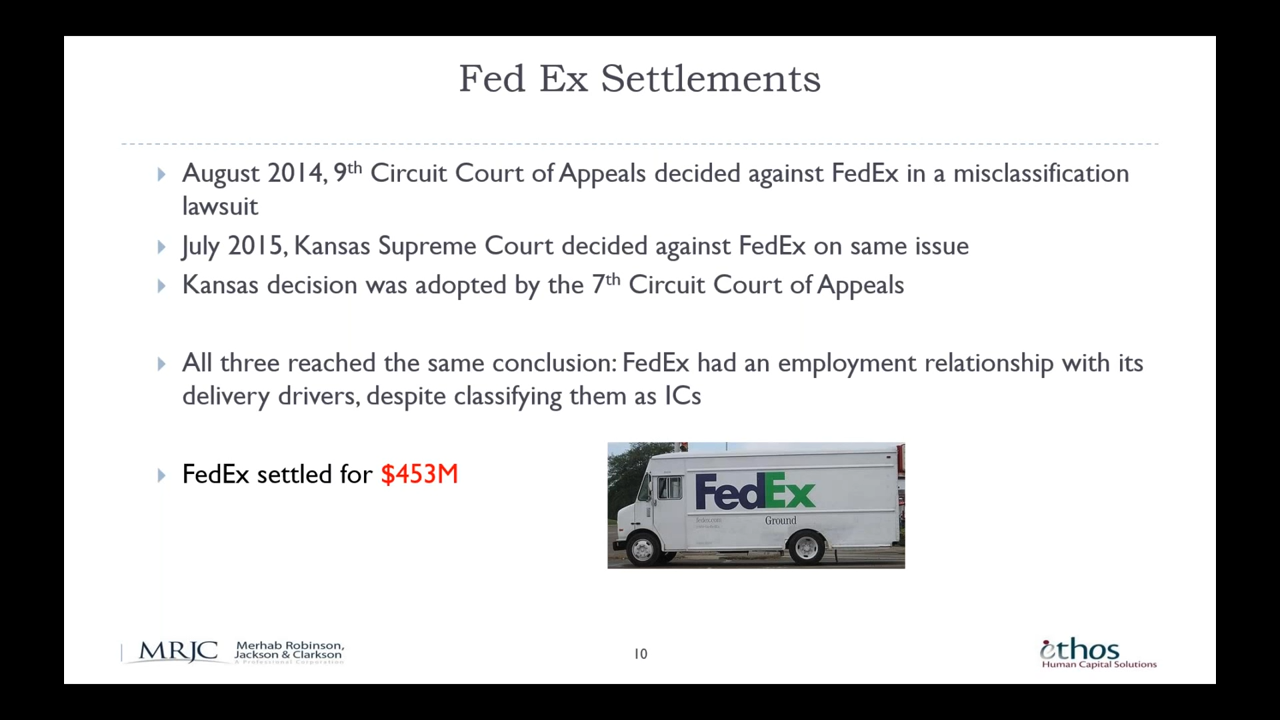 Fed Ex Settlements
August 2014, 9th Circuit Court of Appeals decided against FedEx in a misclassification
lawsuit
July 2015, Kansas Supreme Court decided against FedEx on same issue
Kansas decision was adopted by the 7th Circuit Court of Appeals
All three reached the same conclusion: FedEx had an employment relationship with its
delivery drivers, despite classifying them as ICs
FedEx settled for $453M
FedEx
fedex.com
Ground
MRJC
Merhab Robinson,
Jackson & Clarkson
A Professional Corporation
10
ethos
Human Capital Solutions